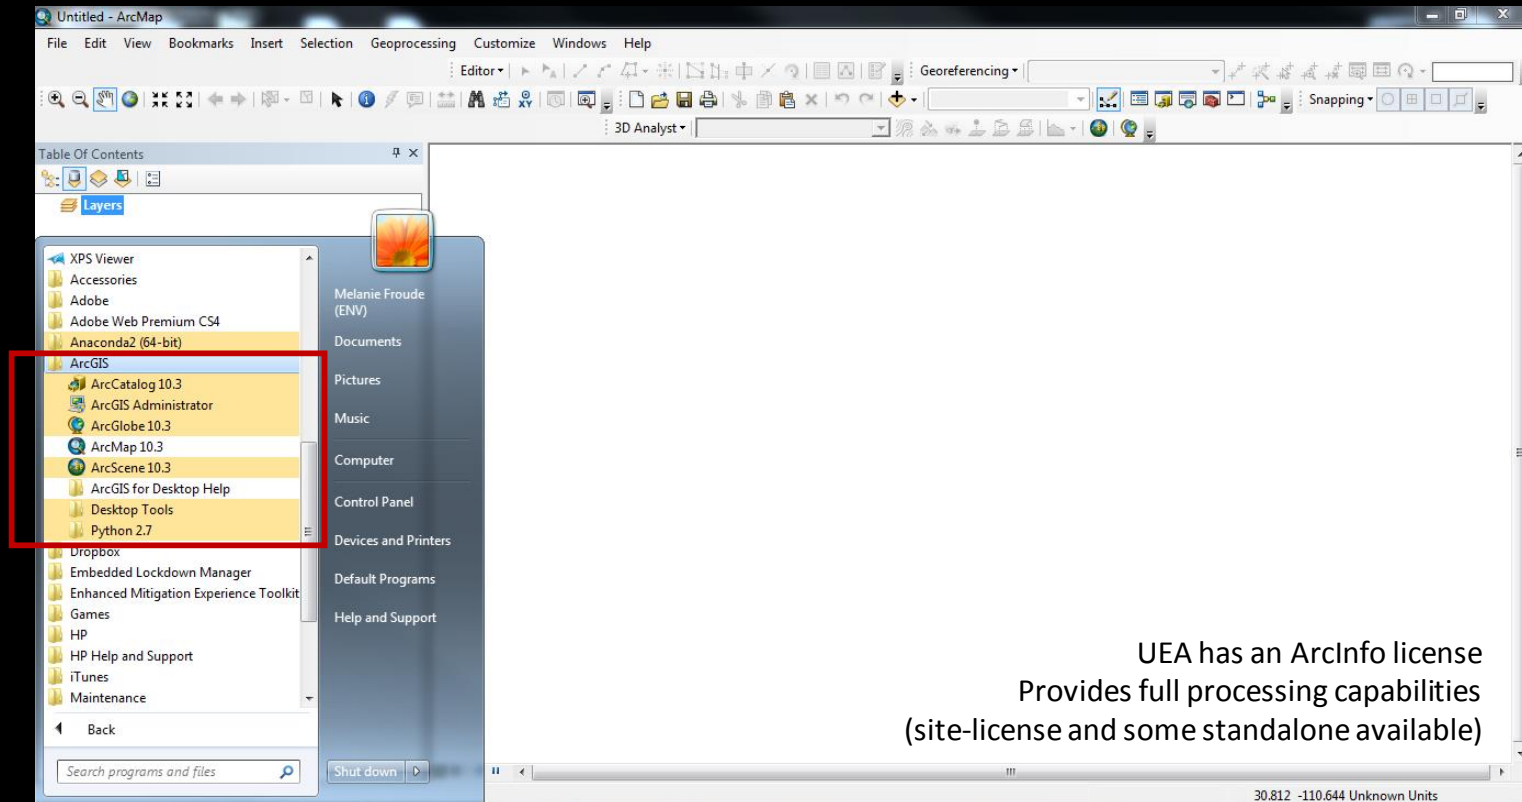 Untitled - ArcMap
File Edit View Bookmarks Insert Selection Geoprocessing Customize Windows Help
Editor Georeferencing
Snapping
3D Analyst
Table Of Contents
Layers
XPS Viewer
Accessories
Adobe
Adobe Web Premium CS4
Anaconda2 (64-bit)
ArcGIS
ArcCatalog 10.3
ArcGIS Administrator
ArcGlobe 10.3
ArcMap 10.3
ArcScene 10.3
ArcGIS for Desktop Help
Desktop Tools
Python 2.7
Dropbox
Embedded Lockdown Manager
Enhanced Mitigation Experience Toolkit
Games
HP
HP Help and Support
iTunes
Maintenance
Back
Search programs and files
Melanie Froude
(ENV)
Documents
Pictures
Music
Computer
Control Panel
Devices and Printers
Default Programs
Help and Support
Shut down
UEA has an ArcInfo license
Provides full processing capabilities
(site-license and some standalone available)
30.812 -110.644 Unknown Units